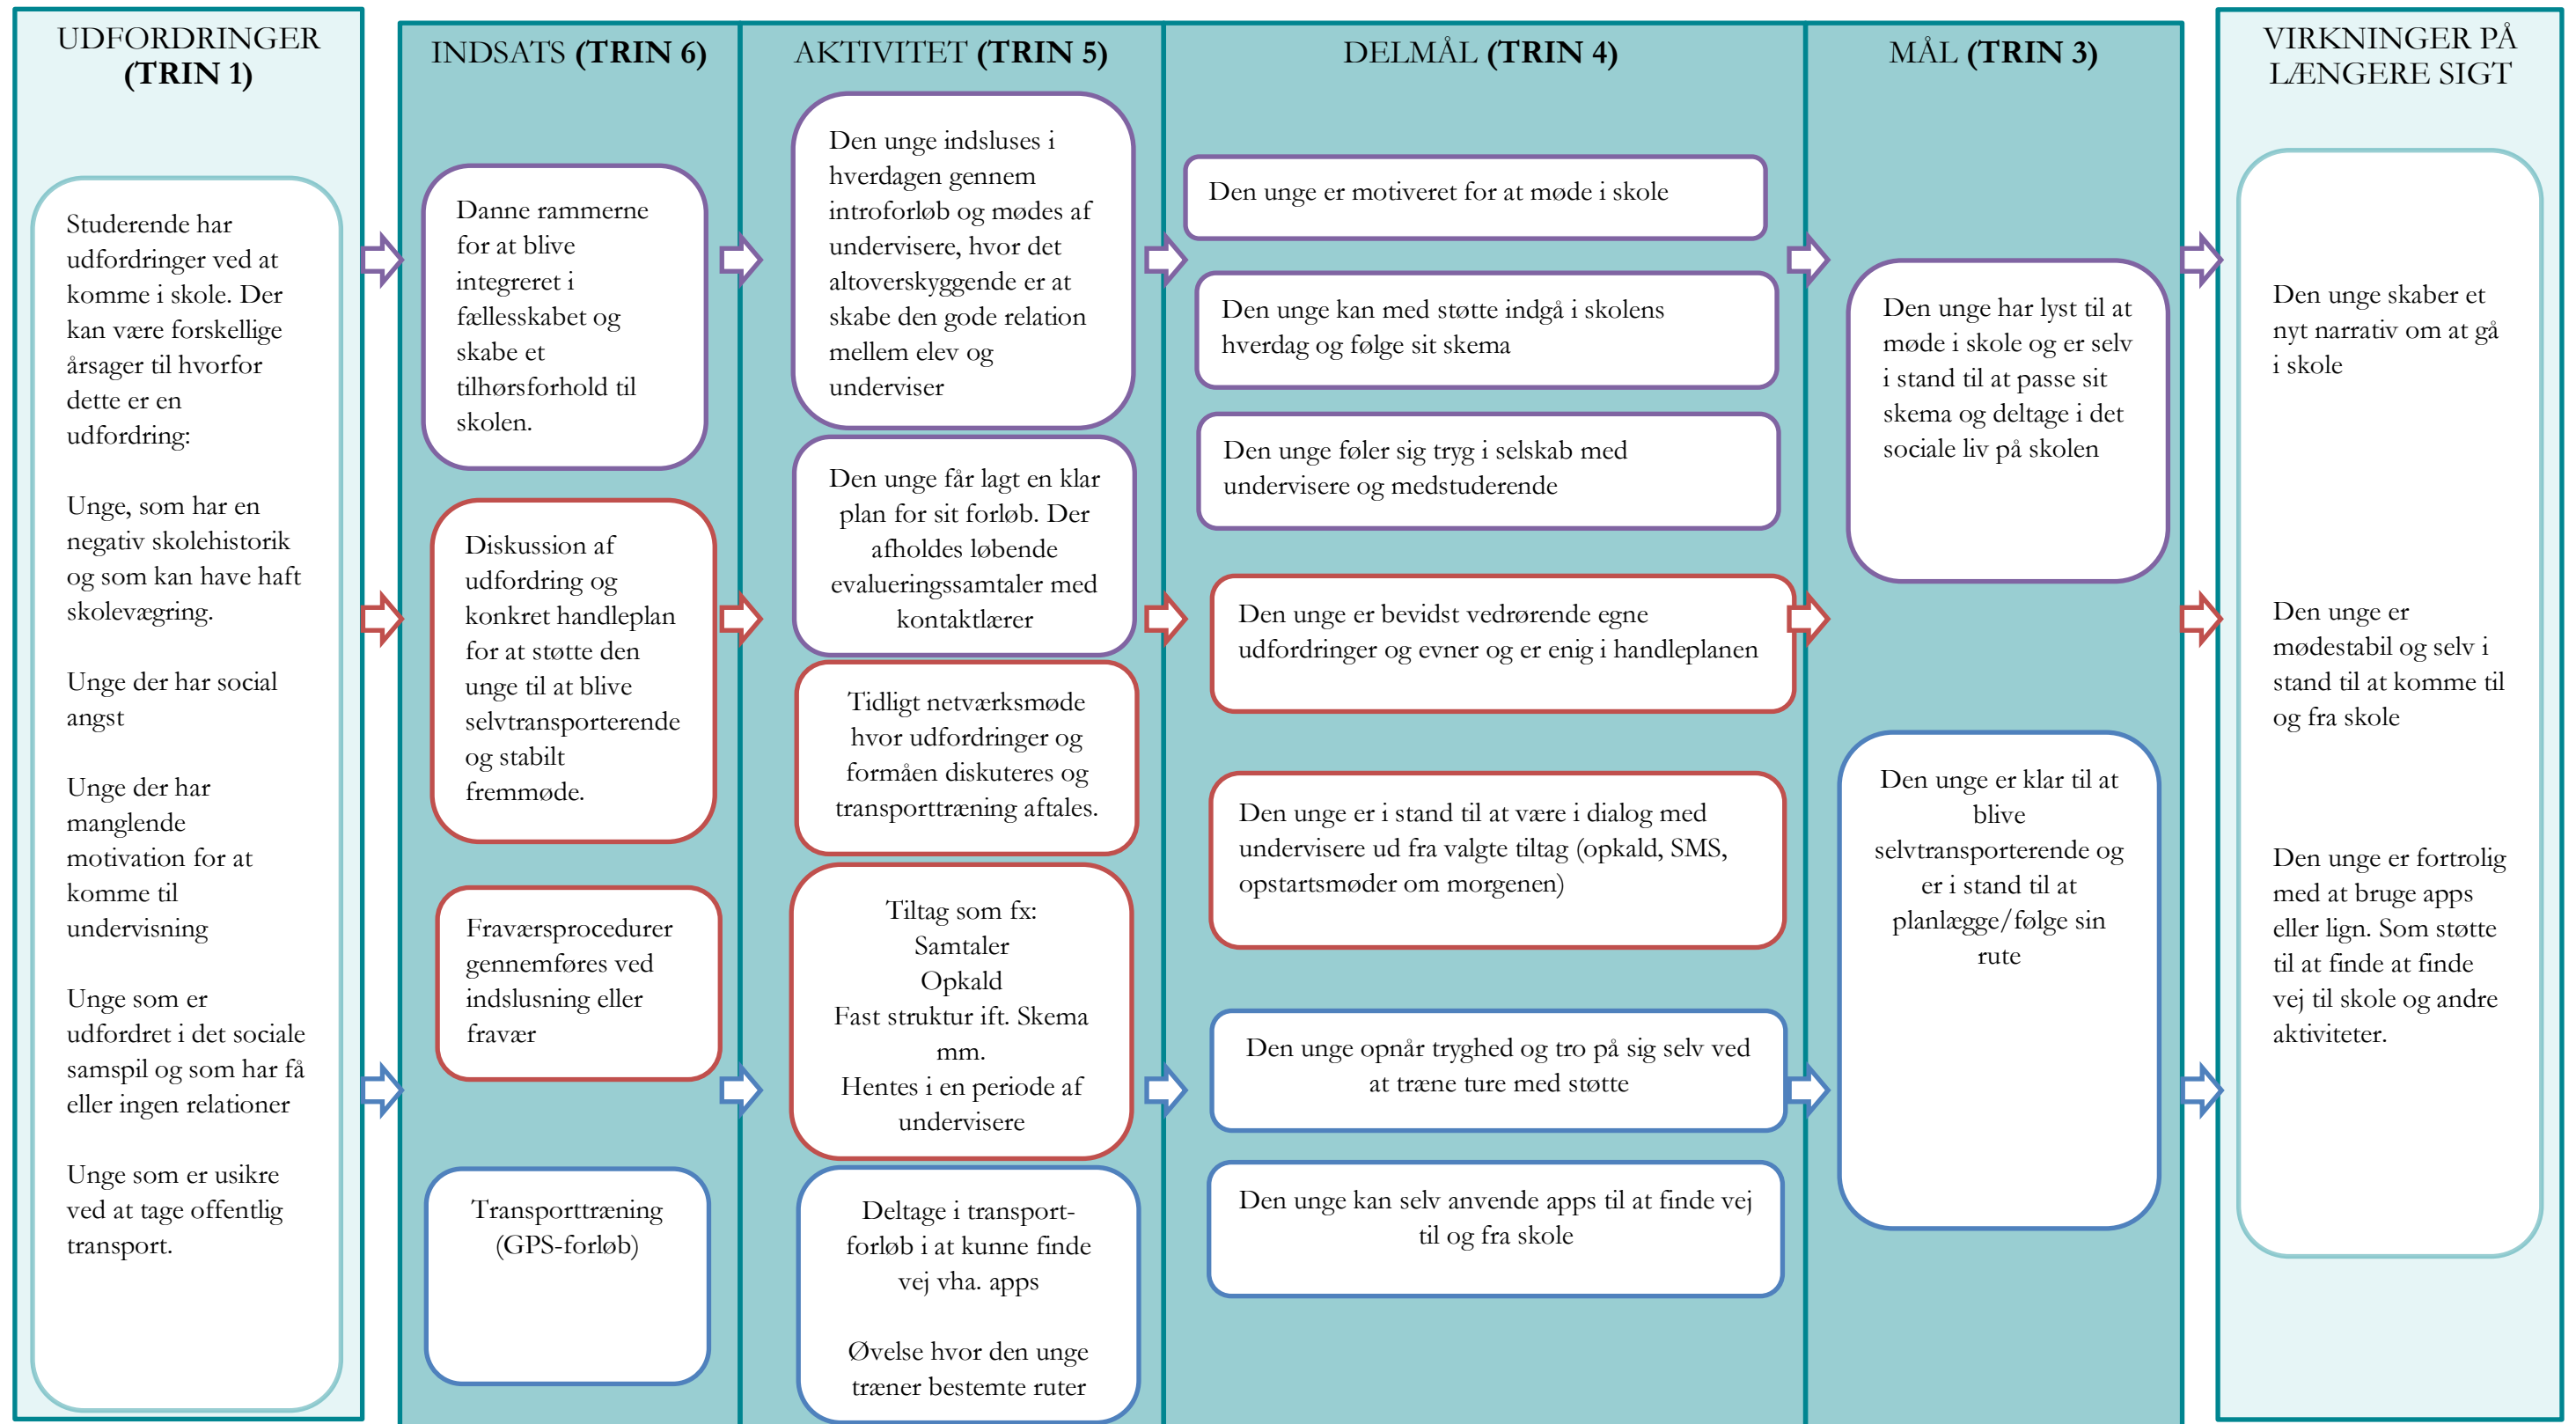 UDFORDRINGER
(TRIN 1)
Studerende har
udfordringer ved at
komme i skole. Der
kan være forskellige
årsager til hvorfor
dette er en
udfordring:
Unge, som har en
negativ skolehistorik
og som kan have haft
skolevægring.
Unge der har social
angst
Unge der har
manglende
motivation for at
komme til
undervisning
Unge som er
udfordret i det sociale
samspil og som har få
eller ingen relationer
Unge som er usikre
ved at tage offentlig
transport.
INDSATS (TRIN 6)
Danne rammerne
for at blive
integreret i
fællesskabet og
skabe et
tilhørsforhold til
skolen.
Diskussion af
udfordring og
konkret handleplan
for at støtte den
unge til at blive
selvtransporterende
og stabilt
fremmøde.
Fraværsprocedurer
gennemføres ved
indslusning eller
fravær
Transporttræning
(GPS-forløb)
AKTIVITET (TRIN 5)
Den unge indsluses i
hverdagen gennem
introforløb og mødes af
undervisere, hvor det
altoverskyggende er at
skabe den gode relation
mellem elev og
underviser
Den unge får lagt en klar
plan for sit forløb. Der
afholdes løbende
evalueringssamtaler med
kontaktlærer
Tidligt netværksmøde
hvor udfordringer og
formåen diskuteres og
transporttræning aftales.
Tiltag som fx:
Samtaler
Opkald
Fast struktur ift. Skema
mm.
Hentes i en periode af
undervisere
Deltage i transport-
forløb i at kunne finde
vej vha. apps
Øvelse hvor den unge
træner bestemte ruter
DELMÅL (TRIN 4)
Den unge er motiveret for at møde i skole
Den unge kan med støtte indgå i skolens
hverdag og følge sit skema
Den unge føler sig tryg i selskab med
undervisere og medstuderende
Den unge er bevidst vedrørende egne
udfordringer og evner og er enig i handleplanen
Den unge er i stand til at være i dialog med
undervisere ud fra valgte tiltag (opkald, SMS,
opstartsmøder om morgenen)
Den unge opnår tryghed og tro på sig selv ved
at træne ture med støtte
Den unge kan selv anvende apps til at finde vej
til og fra skole
MÅL (TRIN 3)
Den unge har lyst til at
møde i skole og er selv
i stand til at passe sit
skema og deltage i det
sociale liv på skolen
Den unge er klar til at
blive
selvtransporterende og
er i stand til at
planlægge/følge sin
rute
VIRKNINGER PÅ
LÆNGERE SIGT
Den unge skaber et
nyt narrativ om at gå
i skole
Den unge er
mødestabil og selv i
stand til at komme til
og fra skole
Den unge er fortrolig
med at bruge apps
eller lign. Som støtte
til at finde at finde
vej til skole og andre
aktiviteter.